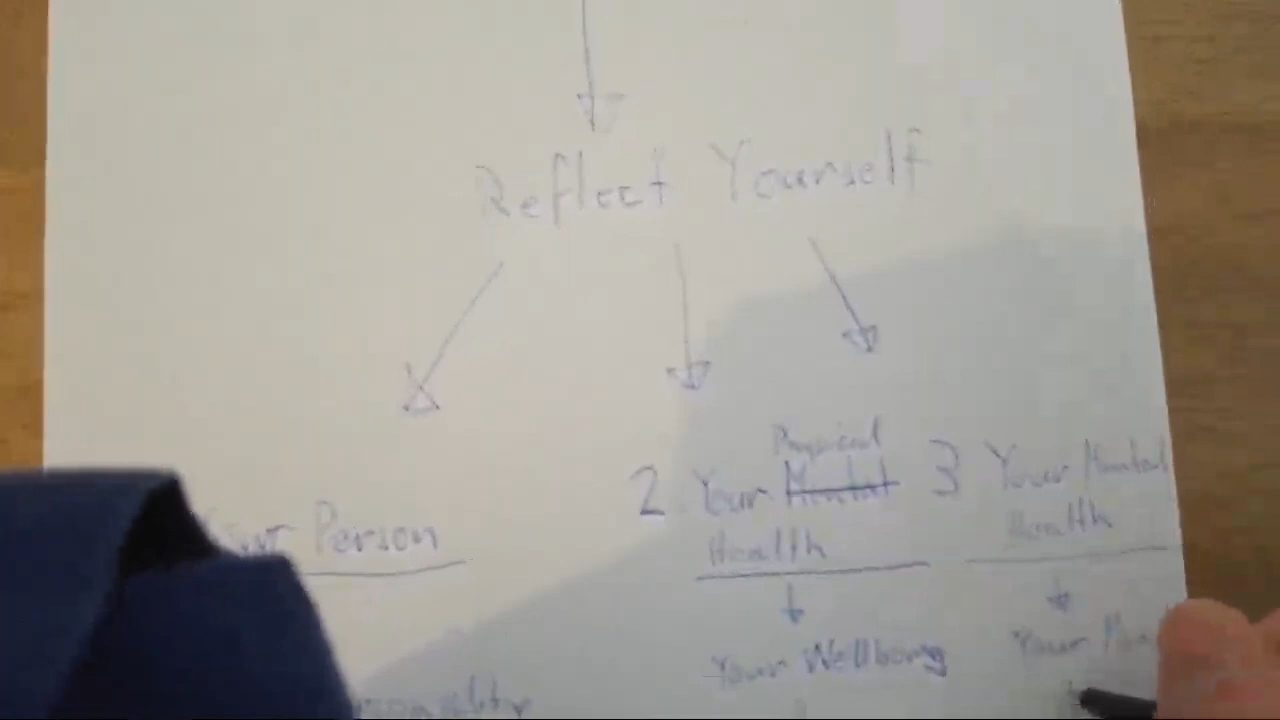 Reflect Yourself
Person
2 Your Mental Physical
Health
3 Your Mental
Health
Your Wellbeing
Your